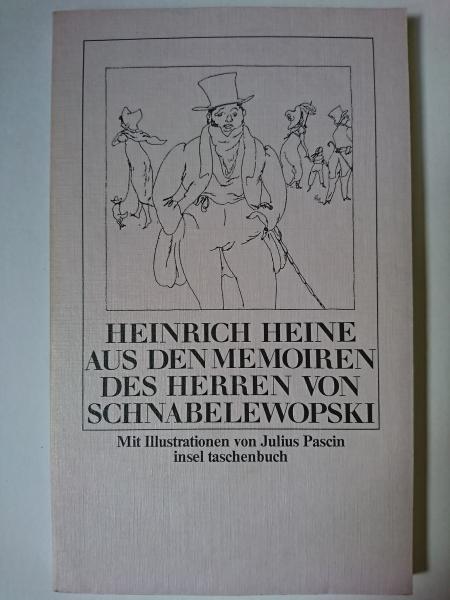 HEINRICH HEINE
AUS DEN MEMOIREN
DES HERREN VON
SCHNABELEWOPSKI
Mit Illustrationen von Julius Pascin
insel taschenbuch